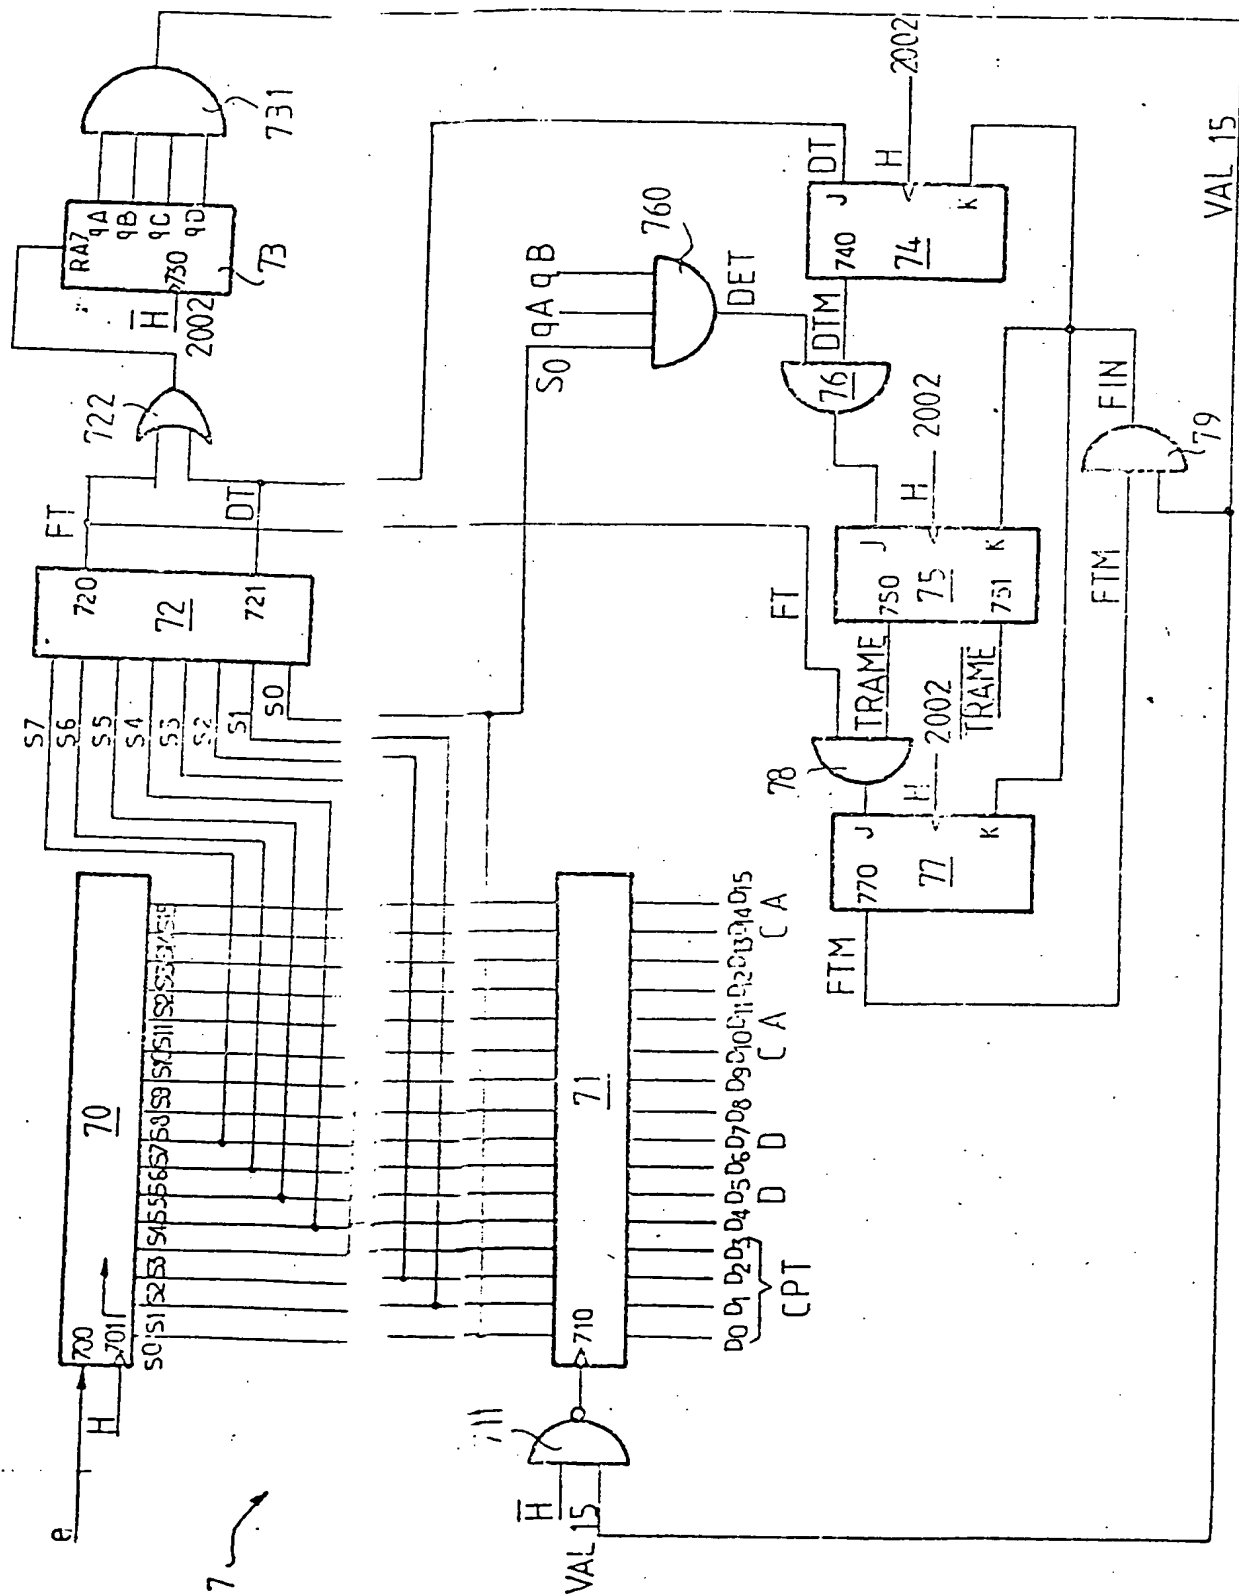 7
e
H
700
701
70
S0 S1 S2 S3 S4 S5 S6 S7 S8 S9 S10 S11
S7
S6
S5
S4
S3
S2
S1
S0
720
72
721
FT
DT
722
RAZ
qA
qB
qC
qD
730
H
2002
73
731
H
VAL 15
711
710
71
D0 D1 D2 D3 D4 D5 D6 D7 D8 D9 D10 D11 D12 D13 D14 D15
CPT
D
D
C A
C A
S0 qA qB
760
DET
DTM
76
DT
H
2002
J
740
74
K
FT
78
TRAME
TRAME
J
750
75
751
K
H
2002
J
770
77
K
H
2002
FTM
FTM
FIN
79
VAL 15